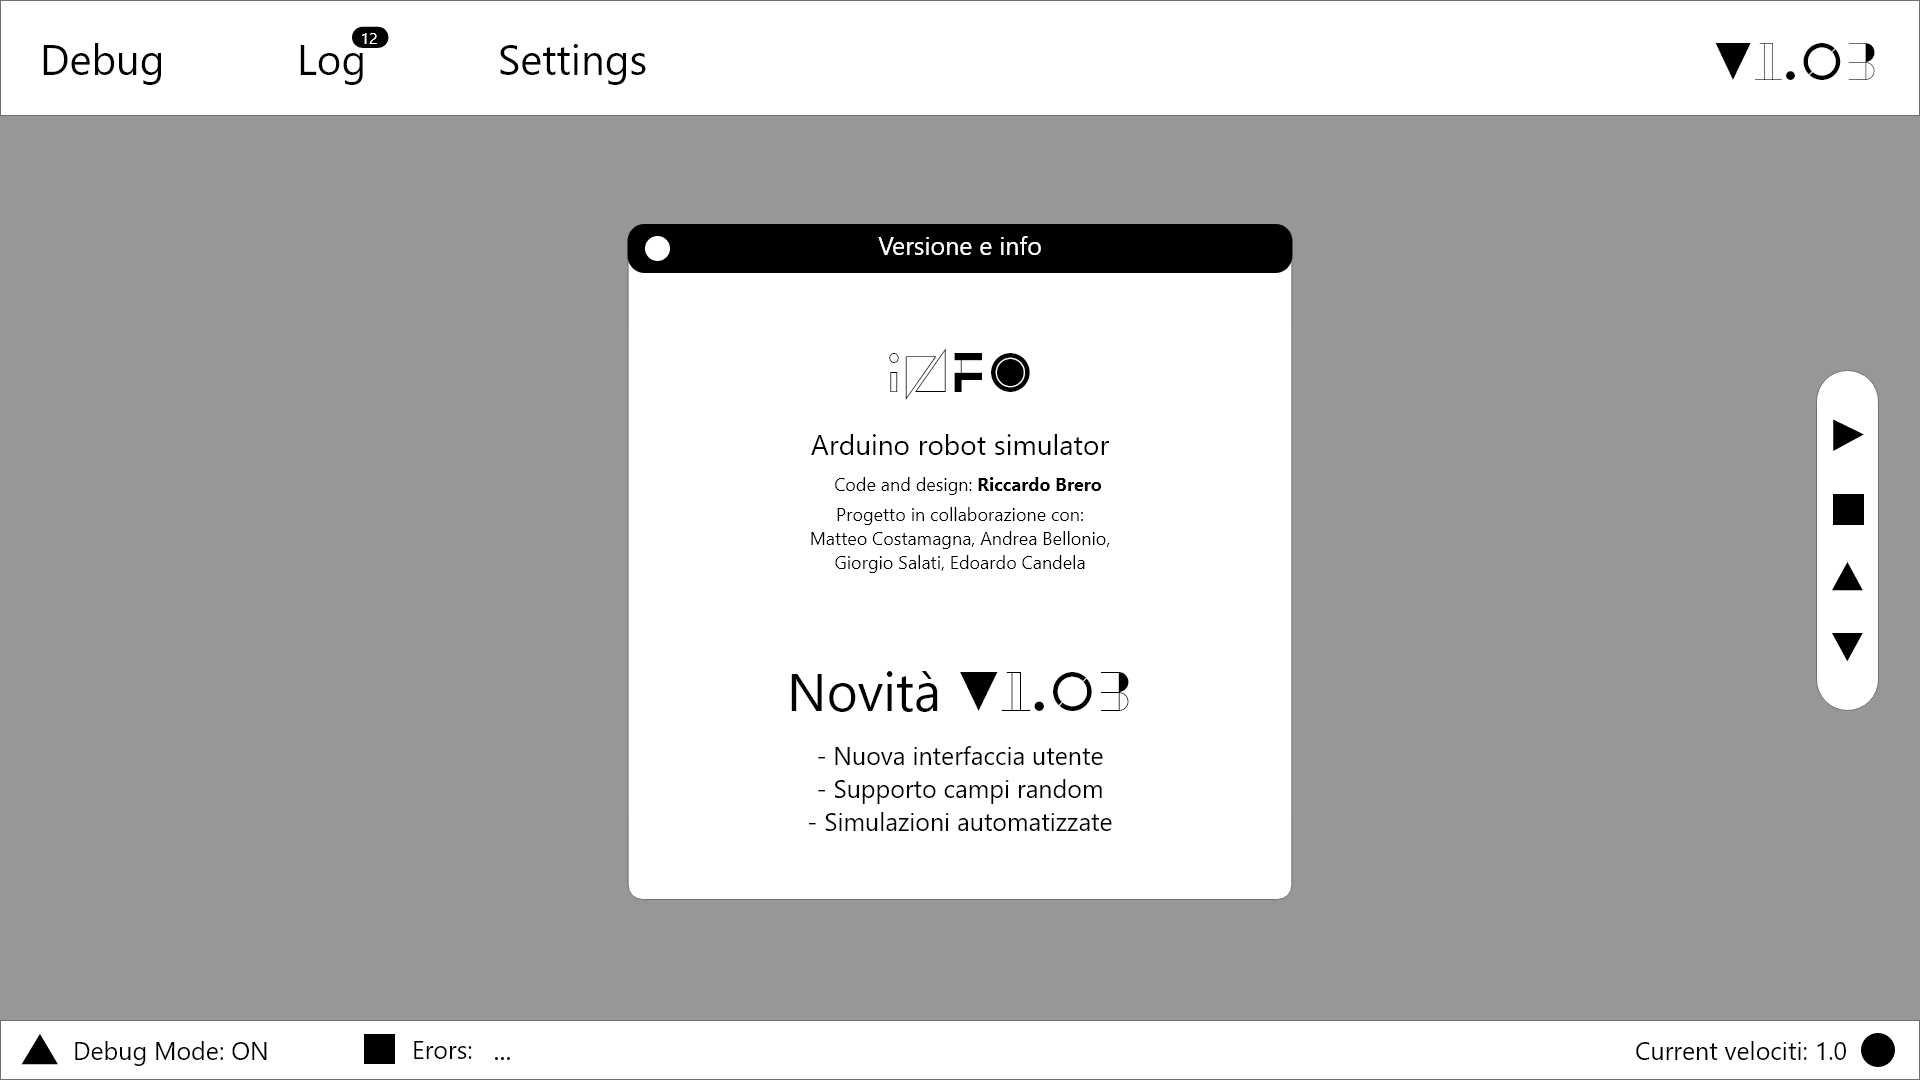 Debug
Log 12
Settings
V1.03
Versione e info
iNFO
Arduino robot simulator
Code and design: Riccardo Brero
Progetto in collaborazione con:
Matteo Costamagna, Andrea Bellonio,
Giorgio Salati, Edoardo Candela
Novità V1.03
- Nuova interfaccia utente
- Supporto campi random
- Simulazioni automatizzate
Debug Mode: ON
Erors: ...
Current velociti: 1.0